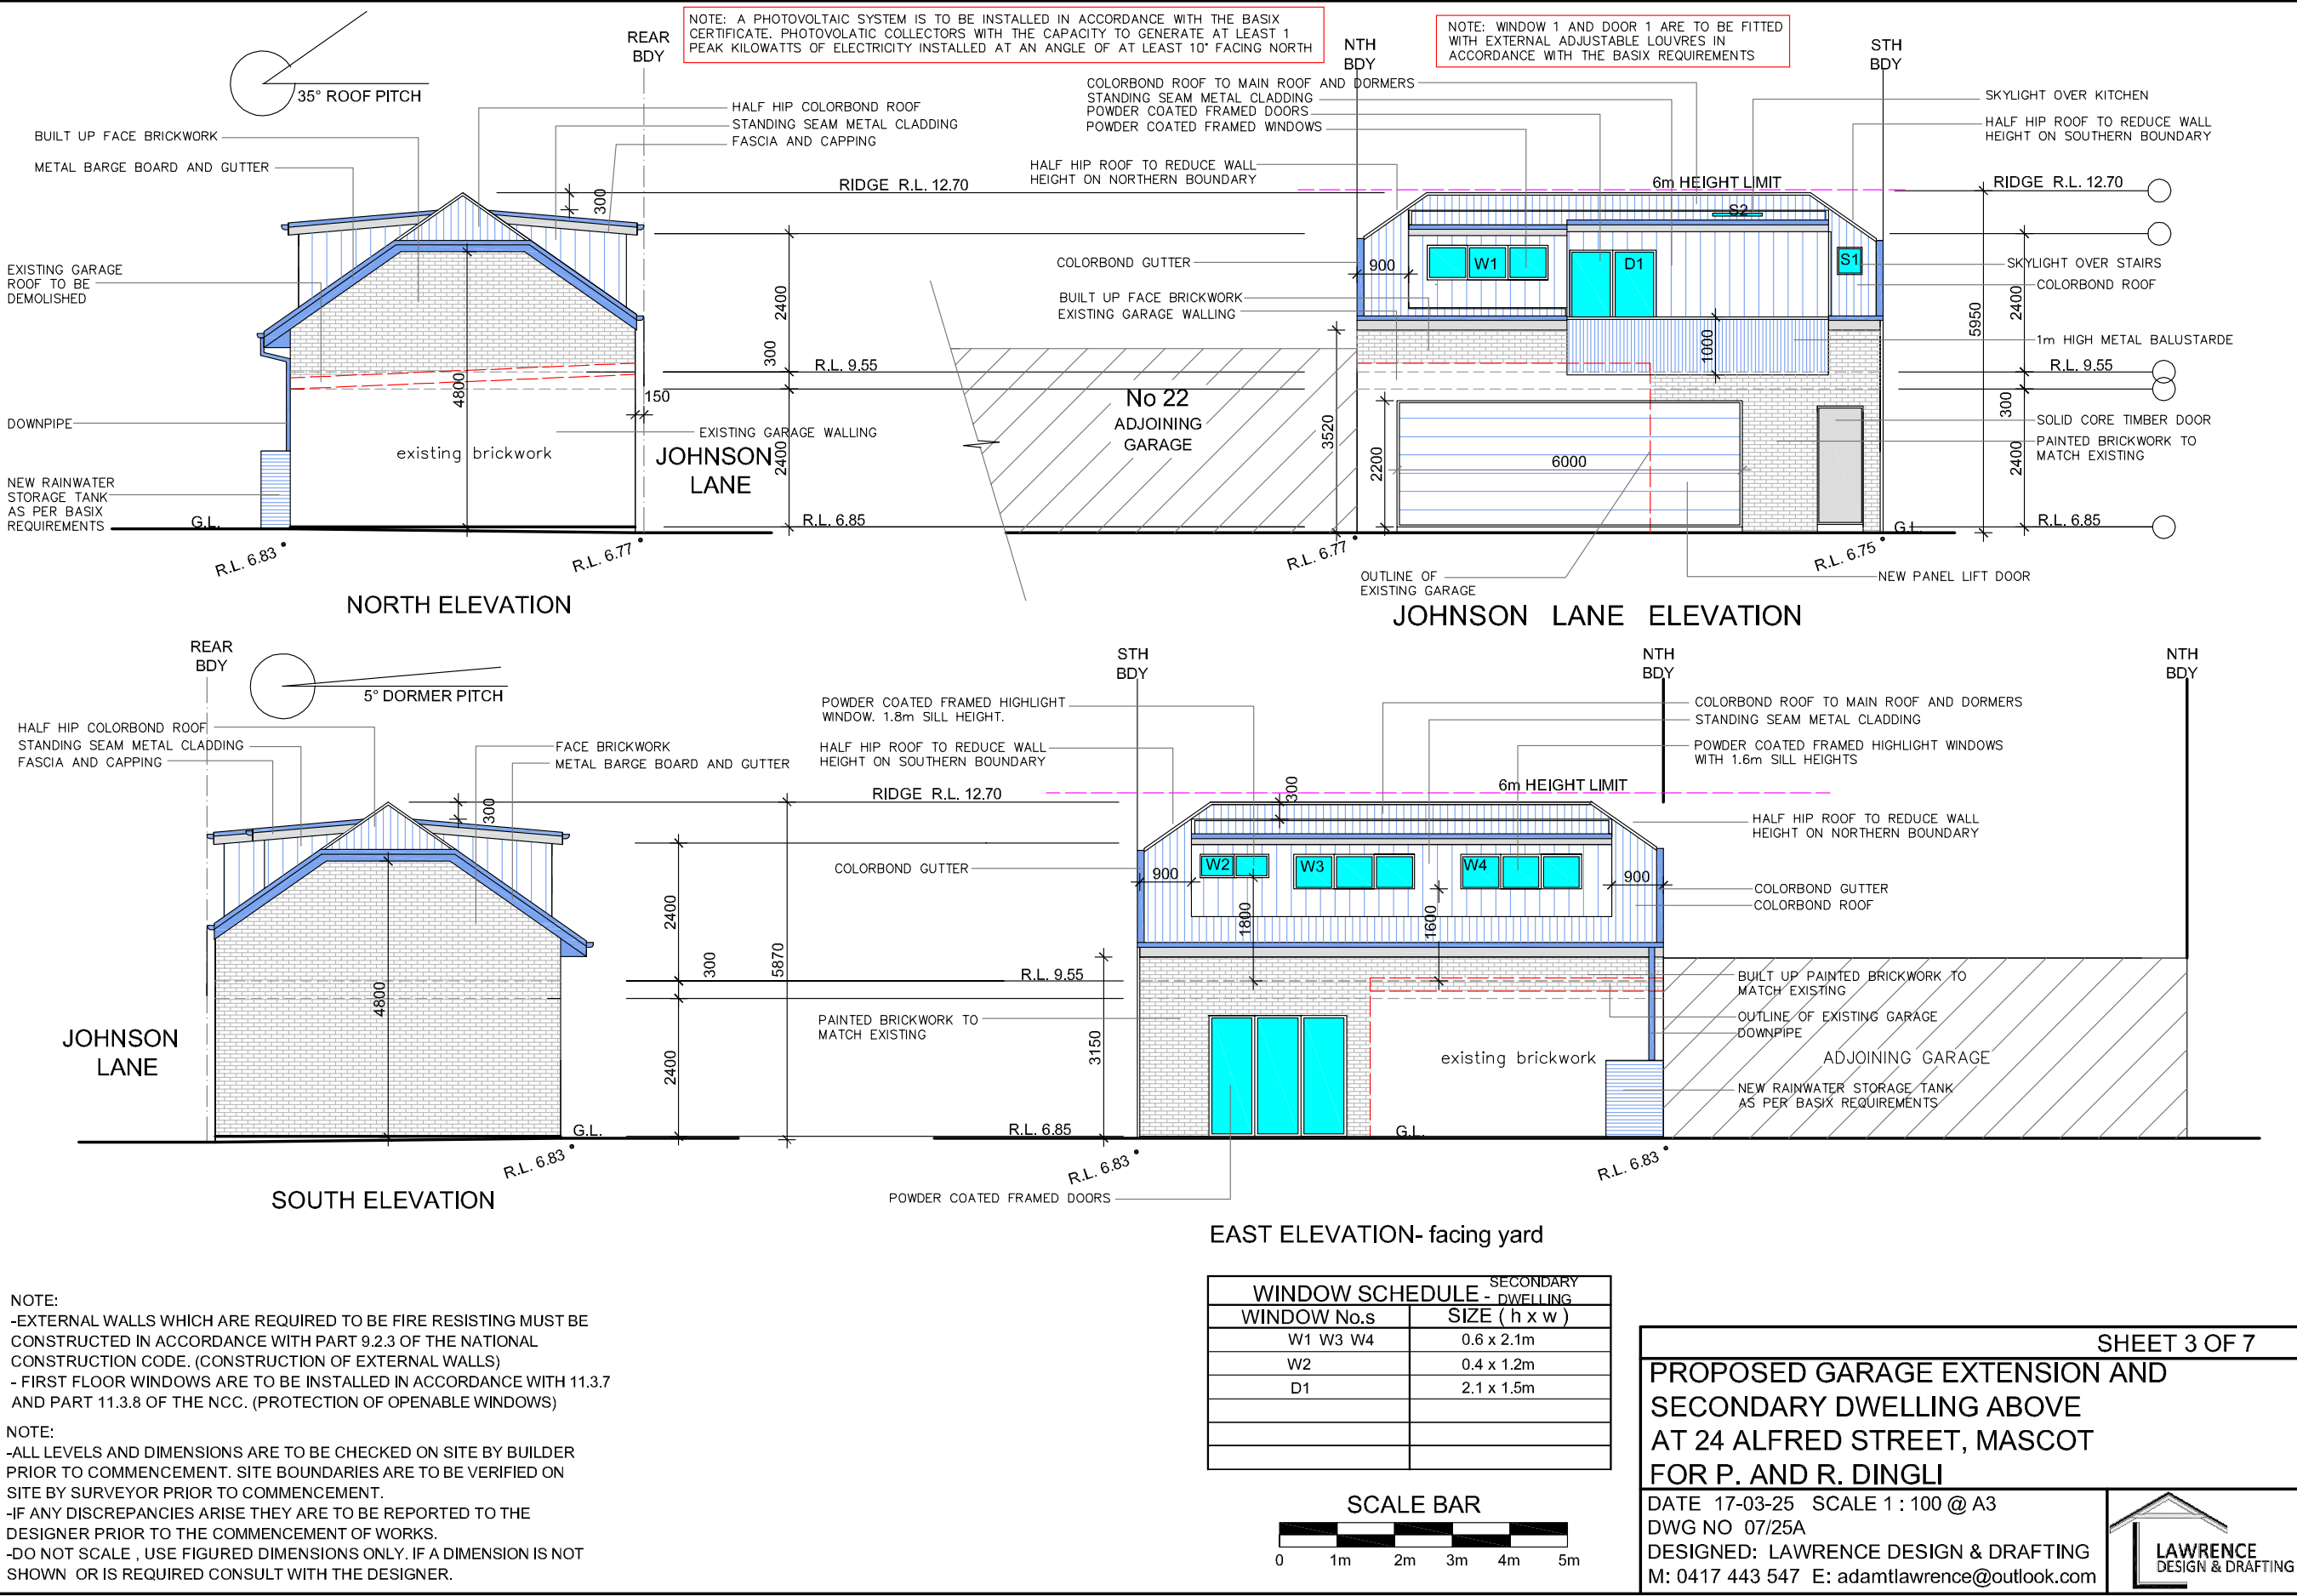 NOTE: A PHOTOVOLTAIC SYSTEM IS TO BE INSTALLED IN ACCORDANCE WITH THE BASIX
CERTIFICATE. PHOTOVOLATIC COLLECTORS WITH THE CAPACITY TO GENERATE AT LEAST 1
PEAK KILOWATTS OF ELECTRICITY INSTALLED AT AN ANGLE OF AT LEAST 10° FACING NORTH
NOTE: WINDOW 1 AND DOOR 1 ARE TO BE FITTED
WITH EXTERNAL ADJUSTABLE LOUVRES IN
ACCORDANCE WITH THE BASIX REQUIREMENTS
35° ROOF PITCH
REAR
BDY
BUILT UP FACE BRICKWORK
METAL BARGE BOARD AND GUTTER
HALF HIP COLORBOND ROOF
STANDING SEAM METAL CLADDING
FASCIA AND CAPPING
EXISTING GARAGE
ROOF TO BE
DEMOLISHED
DOWNPIPE
NEW RAINWATER
STORAGE TANK
AS PER BASIX
REQUIREMENTS
G.L.
R.L. 6.83
R.L. 6.77
existing brickwork
4800
150
EXISTING GARAGE WALLING
JOHNSON
LANE
300
2400
300
2400
RIDGE R.L. 12.70
R.L. 9.55
R.L. 6.85
NORTH ELEVATION
NTH
BDY
STH
BDY
COLORBOND ROOF TO MAIN ROOF AND DORMERS
STANDING SEAM METAL CLADDING
POWDER COATED FRAMED DOORS
POWDER COATED FRAMED WINDOWS
HALF HIP ROOF TO REDUCE WALL
HEIGHT ON NORTHERN BOUNDARY
COLORBOND GUTTER
BUILT UP FACE BRICKWORK
EXISTING GARAGE WALLING
No 22
ADJOINING
GARAGE
6m HEIGHT LIMIT
S2
W1
D1
S1
900
1000
3520
2200
6000
SKYLIGHT OVER KITCHEN
HALF HIP ROOF TO REDUCE WALL
HEIGHT ON SOUTHERN BOUNDARY
RIDGE R.L. 12.70
SKYLIGHT OVER STAIRS
COLORBOND ROOF
1m HIGH METAL BALUSTARDE
R.L. 9.55
SOLID CORE TIMBER DOOR
PAINTED BRICKWORK TO
MATCH EXISTING
R.L. 6.85
5950
2400
300
2400
G.L.
R.L. 6.77
R.L. 6.75
OUTLINE OF
EXISTING GARAGE
NEW PANEL LIFT DOOR
JOHNSON LANE ELEVATION
REAR
BDY
5° DORMER PITCH
HALF HIP COLORBOND ROOF
STANDING SEAM METAL CLADDING
FASCIA AND CAPPING
FACE BRICKWORK
METAL BARGE BOARD AND GUTTER
JOHNSON
LANE
4800
G.L.
R.L. 6.83
300
2400
300
5870
2400
RIDGE R.L. 12.70
R.L. 9.55
R.L. 6.85
SOUTH ELEVATION
STH
BDY
NTH
BDY
NTH
BDY
POWDER COATED FRAMED HIGHLIGHT
WINDOW. 1.8m SILL HEIGHT.
HALF HIP ROOF TO REDUCE WALL
HEIGHT ON SOUTHERN BOUNDARY
COLORBOND GUTTER
PAINTED BRICKWORK TO
MATCH EXISTING
POWDER COATED FRAMED DOORS
300
6m HEIGHT LIMIT
W2
W3
W4
900
900
1800
1600
3150
existing brickwork
G.L.
R.L. 6.83
R.L. 6.83
COLORBOND ROOF TO MAIN ROOF AND DORMERS
STANDING SEAM METAL CLADDING
POWDER COATED FRAMED HIGHLIGHT WINDOWS
WITH 1.6m SILL HEIGHTS
HALF HIP ROOF TO REDUCE WALL
HEIGHT ON NORTHERN BOUNDARY
COLORBOND GUTTER
COLORBOND ROOF
BUILT UP PAINTED BRICKWORK TO
MATCH EXISTING
OUTLINE OF EXISTING GARAGE
DOWNPIPE
ADJOINING GARAGE
NEW RAINWATER STORAGE TANK
AS PER BASIX REQUIREMENTS
EAST ELEVATION- facing yard
NOTE:
-EXTERNAL WALLS WHICH ARE REQUIRED TO BE FIRE RESISTING MUST BE
CONSTRUCTED IN ACCORDANCE WITH PART 9.2.3 OF THE NATIONAL
CONSTRUCTION CODE. (CONSTRUCTION OF EXTERNAL WALLS)
- FIRST FLOOR WINDOWS ARE TO BE INSTALLED IN ACCORDANCE WITH 11.3.7
AND PART 11.3.8 OF THE NCC. (PROTECTION OF OPENABLE WINDOWS)
NOTE:
-ALL LEVELS AND DIMENSIONS ARE TO BE CHECKED ON SITE BY BUILDER
PRIOR TO COMMENCEMENT. SITE BOUNDARIES ARE TO BE VERIFIED ON
SITE BY SURVEYOR PRIOR TO COMMENCEMENT.
-IF ANY DISCREPANCIES ARISE THEY ARE TO BE REPORTED TO THE
DESIGNER PRIOR TO THE COMMENCEMENT OF WORKS.
-DO NOT SCALE , USE FIGURED DIMENSIONS ONLY. IF A DIMENSION IS NOT
SHOWN OR IS REQUIRED CONSULT WITH THE DESIGNER.
WINDOW SCHEDULE - SECONDARY DWELLING
WINDOW No.s SIZE ( h x w )
W1 W3 W4 0.6 x 2.1m
W2 0.4 x 1.2m
D1 2.1 x 1.5m
SCALE BAR
0 1m 2m 3m 4m 5m
SHEET 3 OF 7
PROPOSED GARAGE EXTENSION AND
SECONDARY DWELLING ABOVE
AT 24 ALFRED STREET, MASCOT
FOR P. AND R. DINGLI
DATE 17-03-25 SCALE 1 : 100 @ A3
DWG NO 07/25A
DESIGNED: LAWRENCE DESIGN & DRAFTING
M: 0417 443 547 E: adamtlawrence@outlook.com
LAWRENCE
DESIGN & DRAFTING